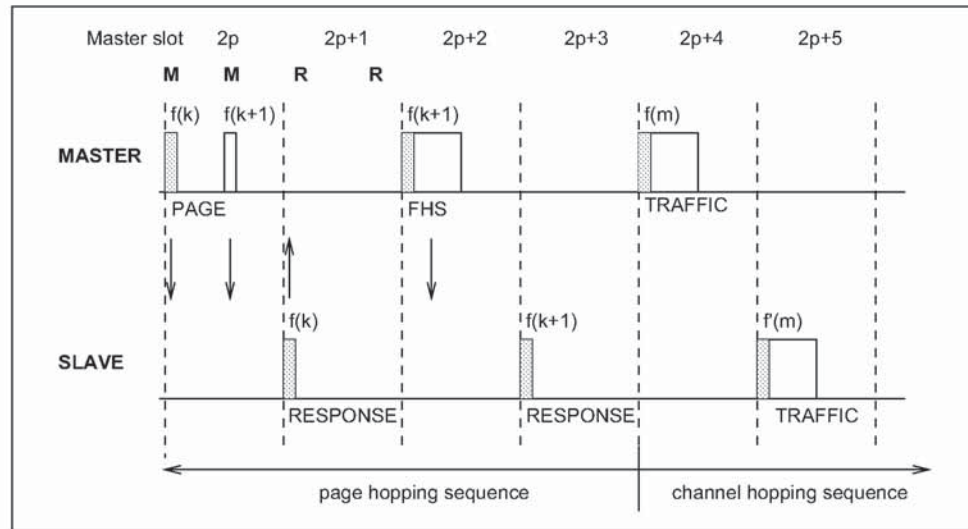 Master slot 2p 2p+1 2p+2 2p+3 2p+4 2p+5
M M R R
f(k) f(k+1) f(k+1) f(m)
MASTER
PAGE FHS TRAFFIC
f(k) f(k+1) f'(m)
SLAVE
RESPONSE RESPONSE TRAFFIC
page hopping sequence channel hopping sequence